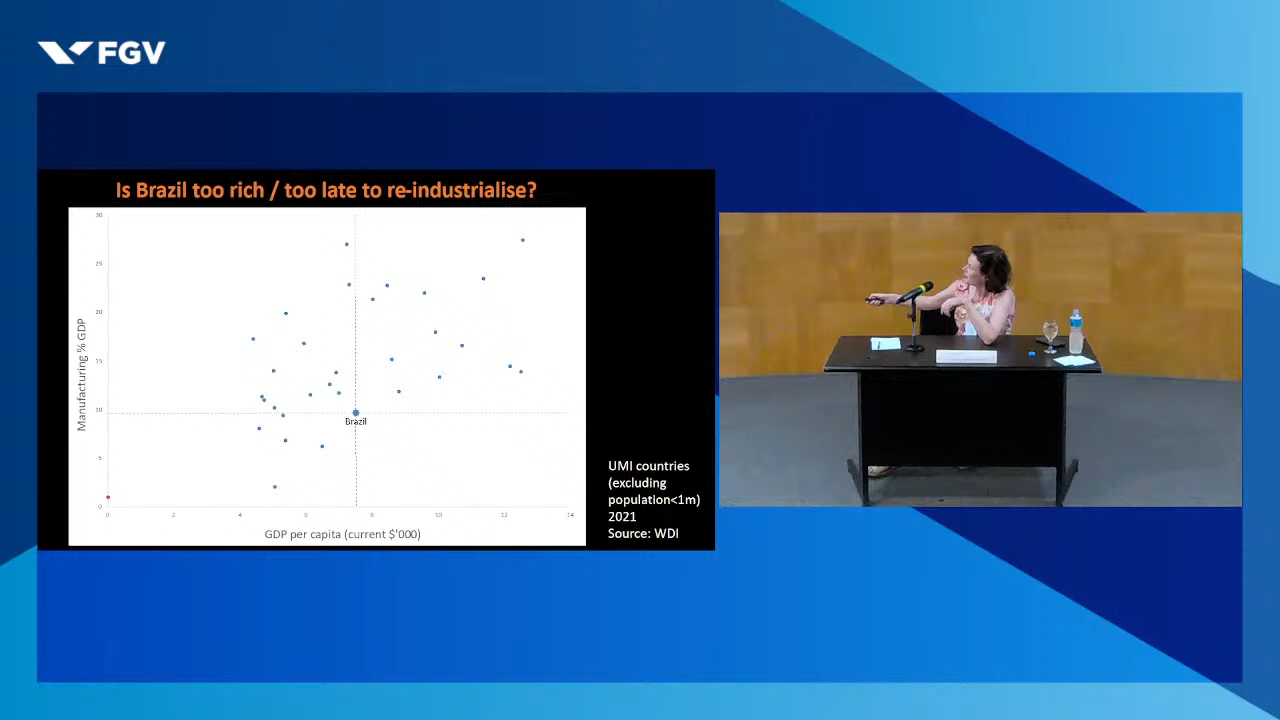 FGV
Is Brazil too rich / too late to re-industrialise?
Manufacturing % GDP
30
25
20
15
10
5
0
Brazil
0 2 4 6 8 10 12 14
GDP per capita (current $'000)
UMI countries
(excluding
population<1m)
2021
Source: WDI